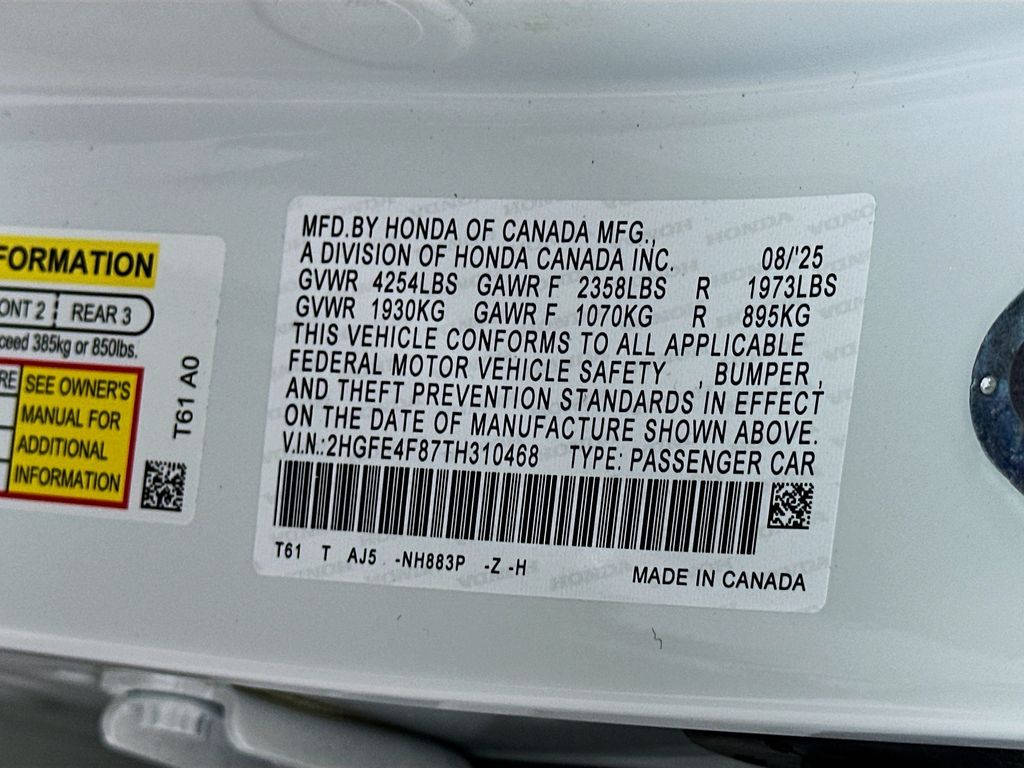 FORMATION
ONT 2 REAR 3
ceed 385kg or 850lbs.
RE
SEE OWNER'S
MANUAL FOR
ADDITIONAL
INFORMATION
T61 A0
MFD.BY HONDA OF CANADA MFG.,
A DIVISION OF HONDA CANADA INC. 08/'25
GVWR 4254LBS GAWR F 2358LBS R 1973LBS
GVWR 1930KG GAWR F 1070KG R 895KG
THIS VEHICLE CONFORMS TO ALL APPLICABLE
FEDERAL MOTOR VEHICLE SAFETY , BUMPER ,
AND THEFT PREVENTION STANDARDS IN EFFECT
ON THE DATE OF MANUFACTURE SHOWN ABOVE.
V.I.N.:2HGFE4F87TH310468 TYPE: PASSENGER CAR
T61 T AJ5 -NH883P -Z -H
MADE IN CANADA